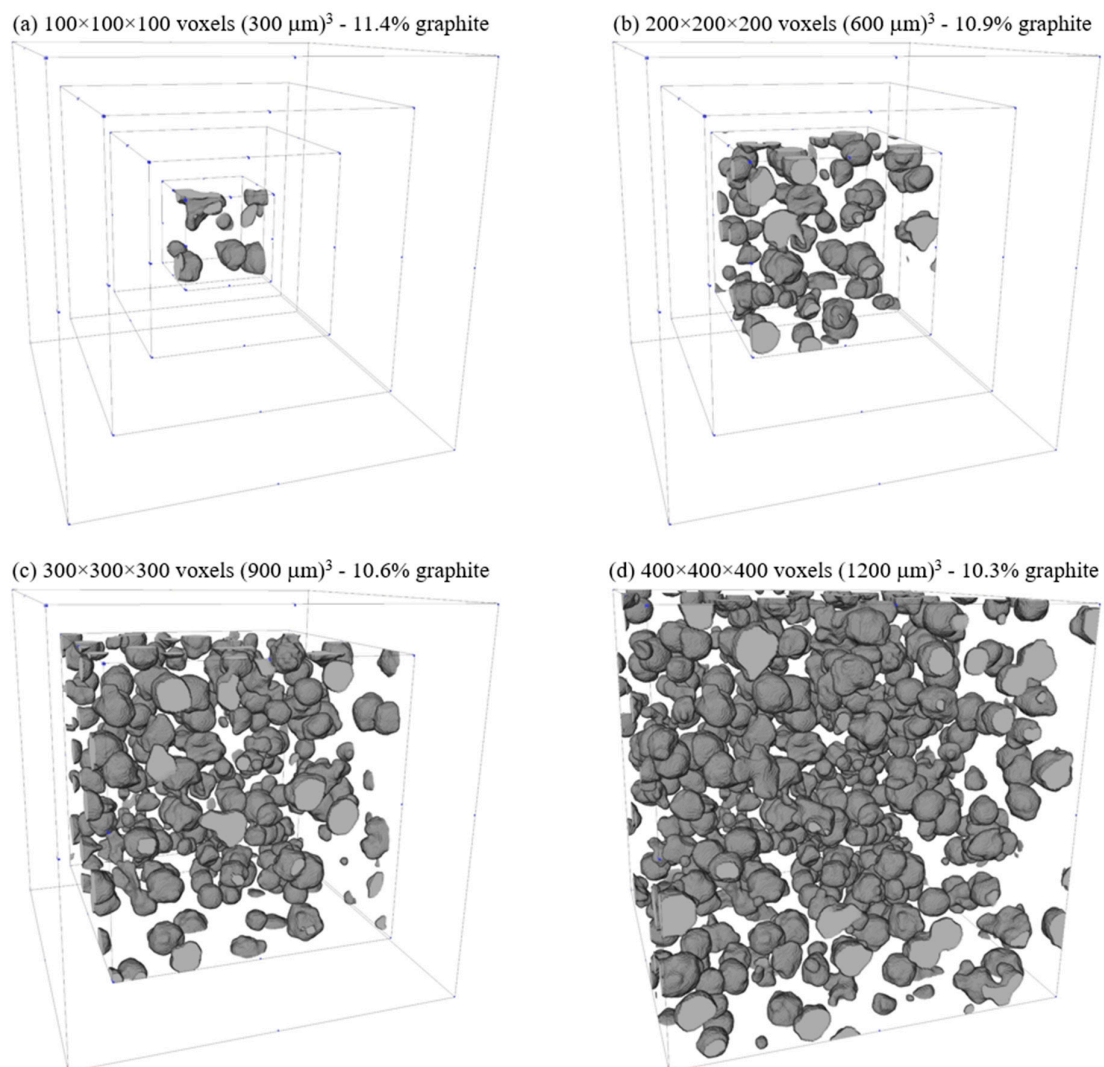 (a) 100×100×100 voxels (300 μm)³ - 11.4% graphite
(b) 200×200×200 voxels (600 μm)³ - 10.9% graphite
(c) 300×300×300 voxels (900 μm)³ - 10.6% graphite
(d) 400×400×400 voxels (1200 μm)³ - 10.3% graphite